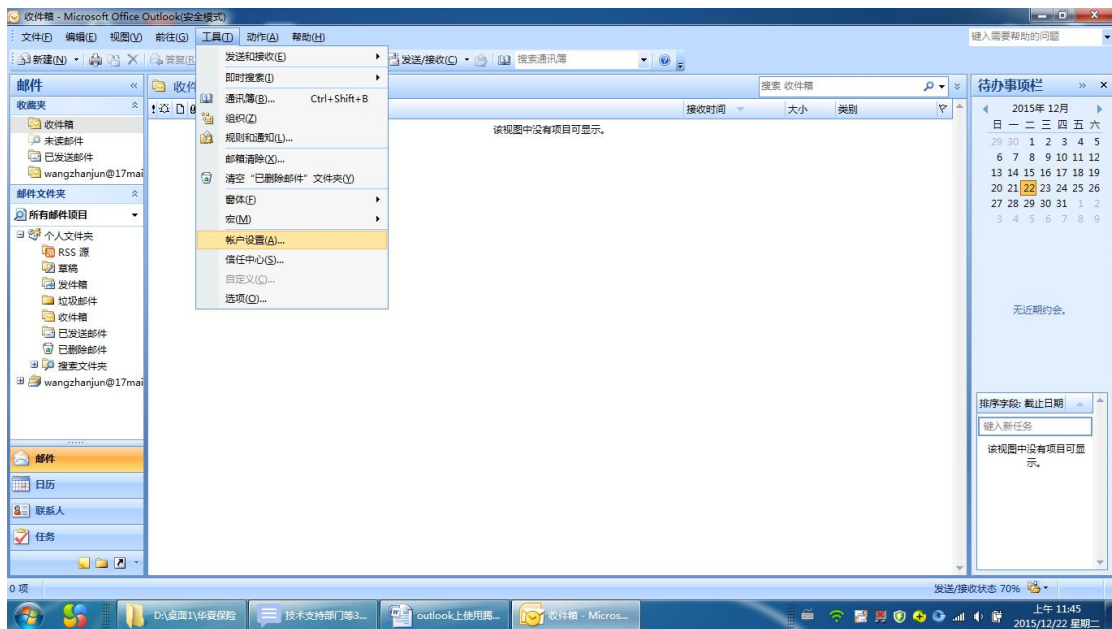 收件箱 - Microsoft Office Outlook(安全模式)
文件(F) 编辑(E) 视图(V) 前往(G) 工具(T) 动作(A) 帮助(H) 键入需要帮助的问题
新建(N) 答复(R 发送/接收(C) 搜索通讯簿
发送和接收(E)
即时搜索(I)
通讯簿(B)... Ctrl+Shift+B
组织(Z)
规则和通知(L)...
邮箱清除(X)...
清空“已删除邮件”文件夹(Y)
窗体(F)
宏(M)
帐户设置(A)...
信任中心(S)...
自定义(C)...
选项(O)...
邮件
收藏夹
收件箱
未读邮件
已发送邮件
wangzhanjun@17mai
邮件文件夹
所有邮件项目
个人文件夹
RSS 源
草稿
发件箱
垃圾邮件
收件箱
已发送邮件
已删除邮件
搜索文件夹
wangzhanjun@17mai
邮件
日历
联系人
任务
收件
搜索 收件箱
接收时间 大小 类别
该视图中没有项目可显示。
待办事项栏
2015年 12月
日 一 二 三 四 五 六
29 30 1 2 3 4 5
6 7 8 9 10 11 12
13 14 15 16 17 18 19
20 21 22 23 24 25 26
27 28 29 30 31 1 2
3 4 5 6 7 8 9
无近期约会。
排序字段: 截止日期
键入新任务
该视图中没有项目可显示。
0 项
发送/接收状态 70%
D:\桌面1\华夏保险 技术支持部门等3... outlook上使用腾... 收件箱 - Micros...
上午 11:45
2015/12/22 星期二